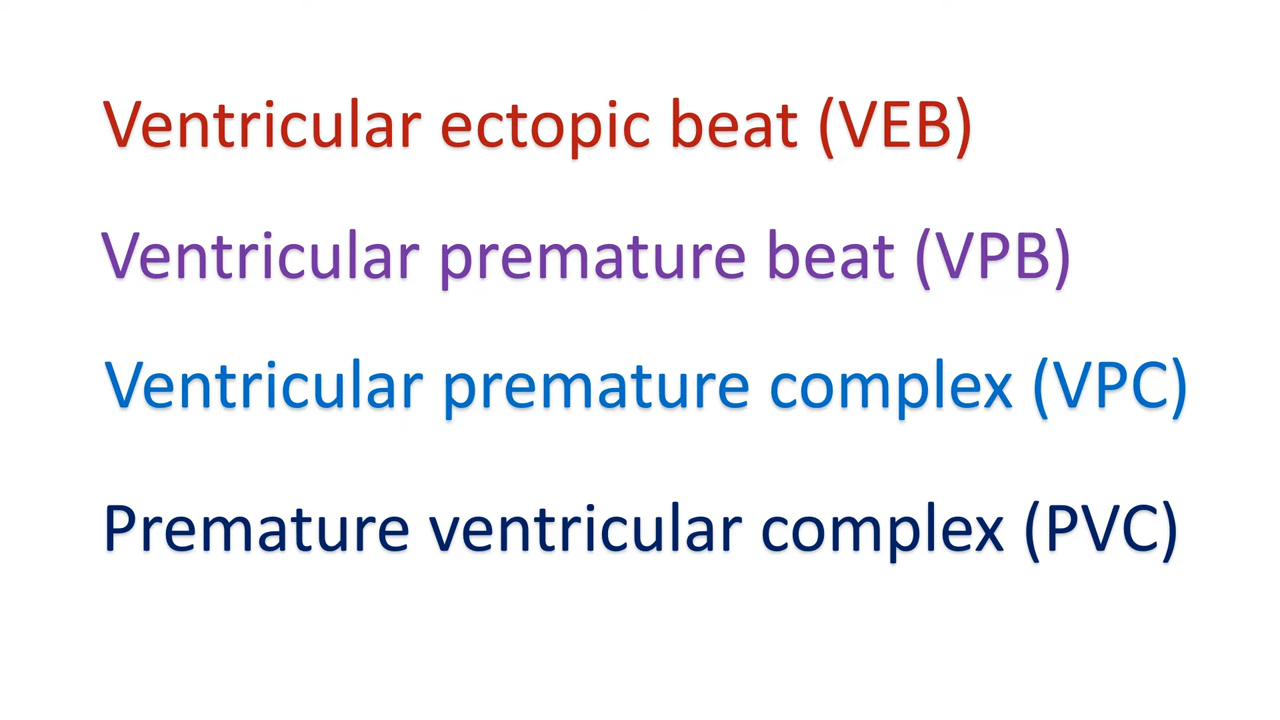 Ventricular ectopic beat (VEB)
Ventricular premature beat (VPB)
Ventricular premature complex (VPC)
Premature ventricular complex (PVC)